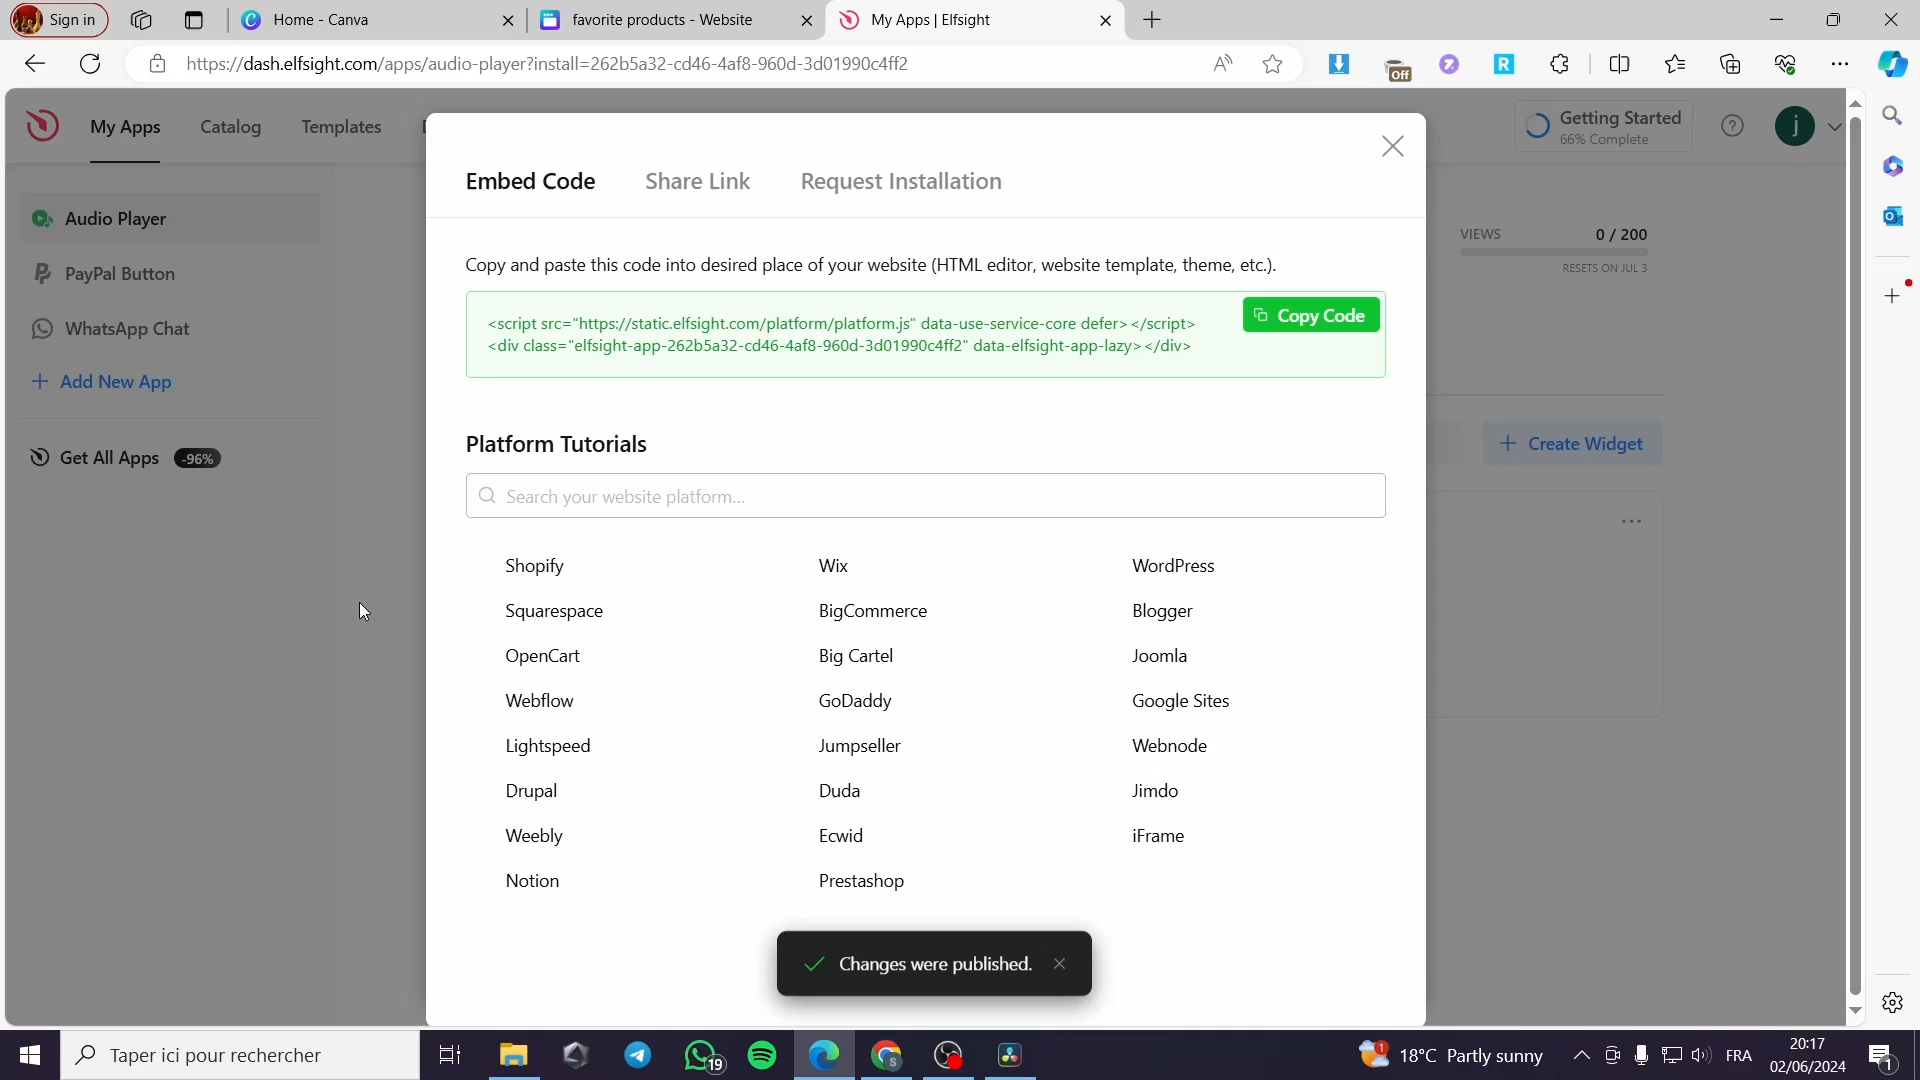 Sign in
Home - Canva
favorite products - Website
My Apps | Elfsight
https://dash.elfsight.com/apps/audio-player?install=262b5a32-cd46-4af8-960d-3d01990c4ff2
Off
My Apps
Catalog
Templates
Getting Started
66% Complete
j
Embed Code
Share Link
Request Installation
Audio Player
PayPal Button
WhatsApp Chat
Add New App
Get All Apps
-96%
VIEWS
0 / 200
RESETS ON JUL 3
Copy and paste this code into desired place of your website (HTML editor, website template, theme, etc.).
<script src="https://static.elfsight.com/platform/platform.js" data-use-service-core defer></script>
<div class="elfsight-app-262b5a32-cd46-4af8-960d-3d01990c4ff2" data-elfsight-app-lazy></div>
Copy Code
Create Widget
Platform Tutorials
Search your website platform...
Shopify
Wix
WordPress
Squarespace
BigCommerce
Blogger
OpenCart
Big Cartel
Joomla
Webflow
GoDaddy
Google Sites
Lightspeed
Jumpseller
Webnode
Drupal
Duda
Jimdo
Weebly
Ecwid
iFrame
Notion
Prestashop
Changes were published.
Taper ici pour rechercher
19
S
1
18°C Partly sunny
FRA
20:17
02/06/2024
1